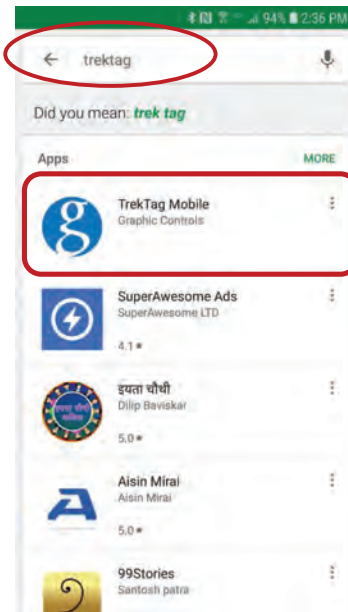 94% 2:36 PM
trektag
Did you mean: trek tag
Apps MORE
TrekTag Mobile
Graphic Controls
SuperAwesome Ads
SuperAwesome LTD
4.1
इयता चौथी
Dilip Baviskar
5.0
Aisin Mirai
Aisin Mirai
5.0
99Stories
Santosh patra